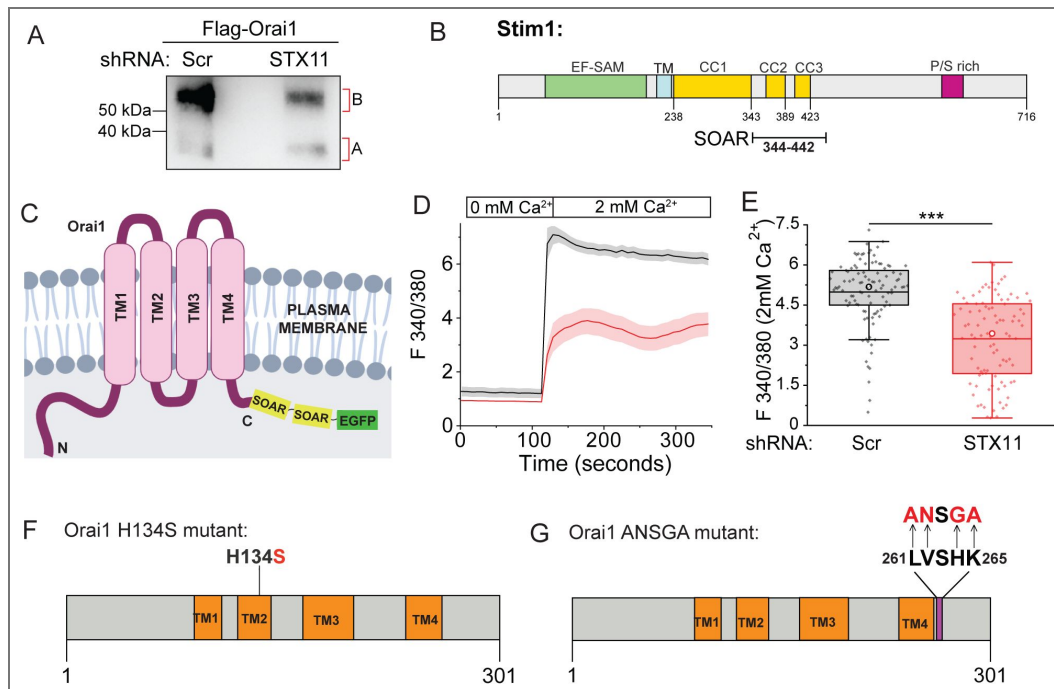 A
Flag-Orai1
shRNA: Scr STX11
50 kDa
40 kDa
B
A
B
Stim1:
EF-SAM TM CC1 CC2 CC3 P/S rich
1 238 343 389 423 716
SOAR 344-442
C
Orai1
TM1 TM2 TM3 TM4
PLASMA
MEMBRANE
SOAR SOAR EGFP
C
N
D
0 mM Ca²⁺ 2 mM Ca²⁺
F 340/380
6
4
2
0
0 100 200 300
Time (seconds)
E
***
F 340/380 (2mM Ca²⁺)
7.5
6
4.5
3
1.5
0
shRNA: Scr STX11
F Orai1 H134S mutant:
H134S
TM1 TM2 TM3 TM4
1 301
G Orai1 ANSGA mutant:
ANSGA
261 LVSHK 265
TM1 TM2 TM3 TM4
1 301